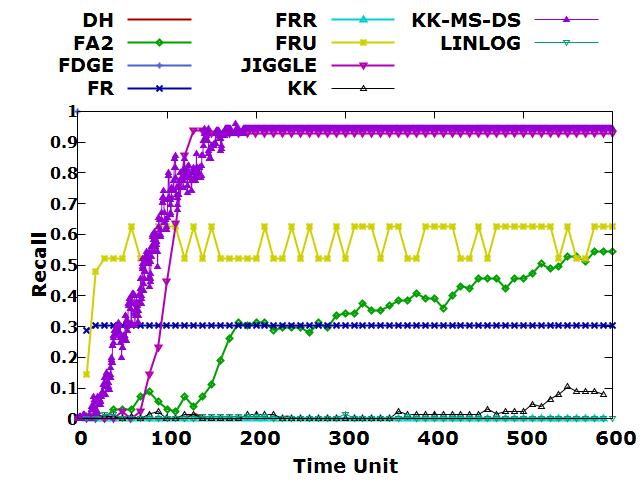 DH FRR KK-MS-DS
FA2 FRU LINLOG
FDGE JIGGLE
FR KK
1
0.9
0.8
0.7
0.6
0.5
0.4
0.3
0.2
0.1
0
Recall
0 100 200 300 400 500 600
Time Unit